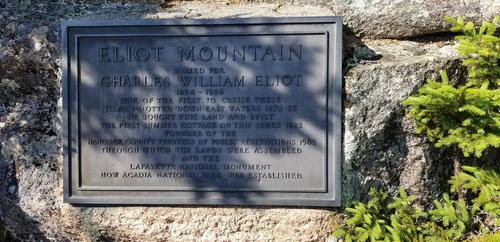 ELIOT MOUNTAIN
NAMED FOR
CHARLES WILLIAM ELIOT
1834 - 1926
ONE OF THE FIRST TO CRUISE THESE
ISLAND DOTTED DOWN-EAST WATERS 1872-82
HE BOUGHT THIS LAND AND BUILT
THE FIRST SUMMER COTTAGE ON THIS SHORE 1882
FOUNDER OF THE
HANCOCK COUNTY TRUSTEES OF PUBLIC RESERVATIONS 1903
THROUGH WHICH THE LANDS WERE ASSEMBLED
AND THE
LAFAYETTE NATIONAL MONUMENT
NOW ACADIA NATIONAL PARK WAS ESTABLISHED.